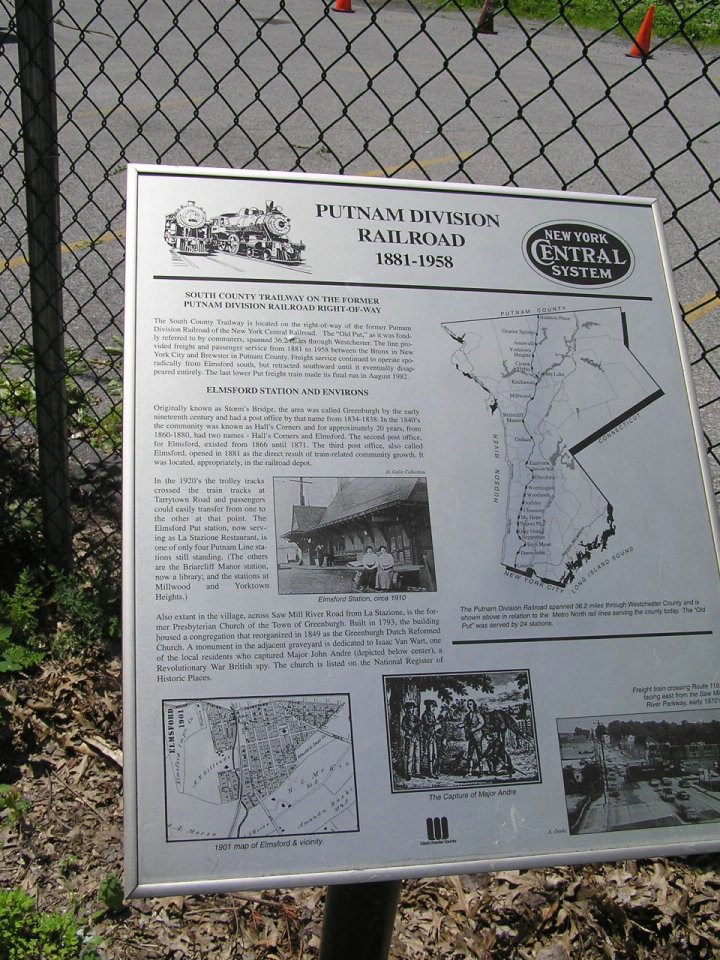 PUTNAM DIVISION
RAILROAD
1881-1958
NEW YORK
CENTRAL
SYSTEM
SOUTH COUNTY TRAILWAY ON THE FORMER
PUTNAM DIVISION RAILROAD RIGHT-OF-WAY
The South County Trailway is located on the right-of-way of the former Putnam
Division Railroad of the New York Central Railroad. The "Old Put," as it was fond-
ly referred to by commuters, spanned 36.2 miles through Westchester. The line pro-
vided freight and passenger service from 1881 to 1958 between the Bronx in New
York City and Brewster in Putnam County. Freight service continued to operate spo-
radically from Elmsford south, but retracted southward until it eventually disap-
peared entirely. The last lower Put freight train made its final run in August 1982.
ELMSFORD STATION AND ENVIRONS
Originally known as Storm's Bridge, the area was called Greenburgh by the early
nineteenth century and had a post office by that name from 1834-1838. In the 1840's
the community was known as Hall's Corners and for approximately 20 years, from
1860-1880, had two names - Hall's Corners and Elmsford. The second post office,
for Elmsford, existed from 1866 until 1871. The third post office, also called
Elmsford, opened in 1881 as the direct result of train-related community growth. It
was located, appropriately, in the railroad depot.
In the 1920's the trolley tracks
crossed the train tracks at
Tarrytown Road and passengers
could easily transfer from one to
the other at that point. The
Elmsford Put station, now serv-
ing as La Stazione Restaurant, is
one of only four Putnam Line sta-
tions still standing. (The others
are the Briarcliff Manor station,
now a library; and the stations at
Millwood and Yorktown
Heights.)
Elmsford Station, circa 1910
Also extant in the village, across Saw Mill River Road from La Stazione, is the for-
mer Presbyterian Church of the Town of Greenburgh. Built in 1793, the building
housed a congregation that reorganized in 1849 as the Greenburgh Dutch Reformed
Church. A monument in the adjacent graveyard is dedicated to Isaac Van Wart, one
of the local residents who captured Major John Andre (depicted below center), a
Revolutionary War British spy. The church is listed on the National Register of
Historic Places.
PUTNAM COUNTY
Baldwin Place
Yorktown
Heights
Kitchawan
Millwood
Briarcliff
Manor
Eastview
Elmsford
Worthington
Woodlands
Chauncey
Mt. Hope
Nepperhan
CONNECTICUT
HUDSON RIVER
NEW YORK CITY
LONG ISLAND SOUND
The Putnam Division Railroad spanned 36.2 miles through Westchester County and is
shown above in relation to the Metro North rail lines serving the county today. The "Old
Put" was served by 24 stations.
ELMSFORD
1901
1901 map of Elmsford & vicinity.
The Capture of Major Andre
Freight train crossing Route 119
facing east from the Saw Mill
River Parkway, early 1970's